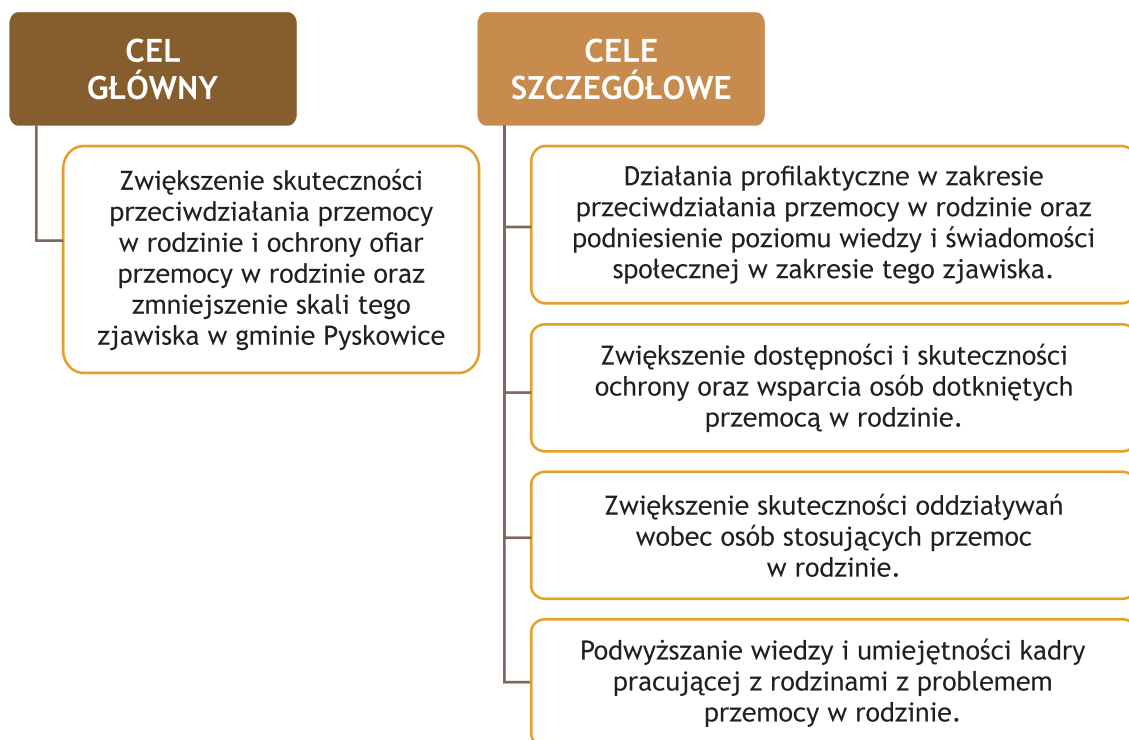 CEL
GŁÓWNY
Zwiększenie skuteczności
przeciwdziałania przemocy
w rodzinie i ochrony ofiar
przemocy w rodzinie oraz
zmniejszenie skali tego
zjawiska w gminie Pyskowice
CELE
SZCZEGÓŁOWE
Działania profilaktyczne w zakresie
przeciwdziałania przemocy w rodzinie oraz
podniesienie poziomu wiedzy i świadomości
społecznej w zakresie tego zjawiska.
Zwiększenie dostępności i skuteczności
ochrony oraz wsparcia osób dotkniętych
przemocą w rodzinie.
Zwiększenie skuteczności oddziaływań
wobec osób stosujących przemoc
w rodzinie.
Podwyższanie wiedzy i umiejętności kadry
pracującej z rodzinami z problemem
przemocy w rodzinie.